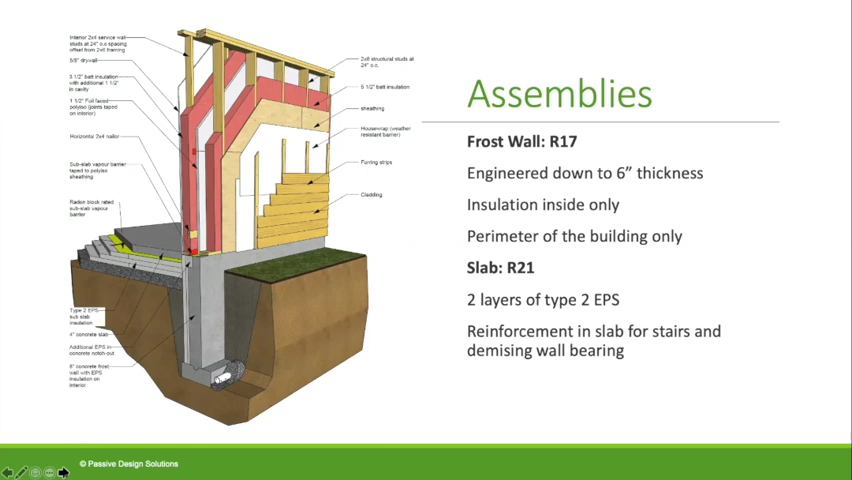 Interior 2x4 service wall
studs at 24" o.c spacing
offset from 2x6 framing
5/8" drywall
3 1/2" batt insulation
with additional 1 1/2"
in cavity
1 1/2" Foil faced
polyiso (joints taped
on interior)
Horizontal 2x4 nailor
Sub-slab vapour barrier
taped to polyiso
sheathing
Radon block rated
sub-slab vapour
barrier
Type 2 EPS
sub slab
insulation
4" concrete slab
Additional EPS in
concrete notch-out
6" concrete frost
wall with EPS
insulation on
interior
2x6 structural studs at
24" o.c.
5 1/2" batt insulation
sheathing
Housewrap (weather
resistant barrier)
Furring strips
Cladding
Assemblies
Frost Wall: R17
Engineered down to 6” thickness
Insulation inside only
Perimeter of the building only
Slab: R21
2 layers of type 2 EPS
Reinforcement in slab for stairs and
demising wall bearing
© Passive Design Solutions